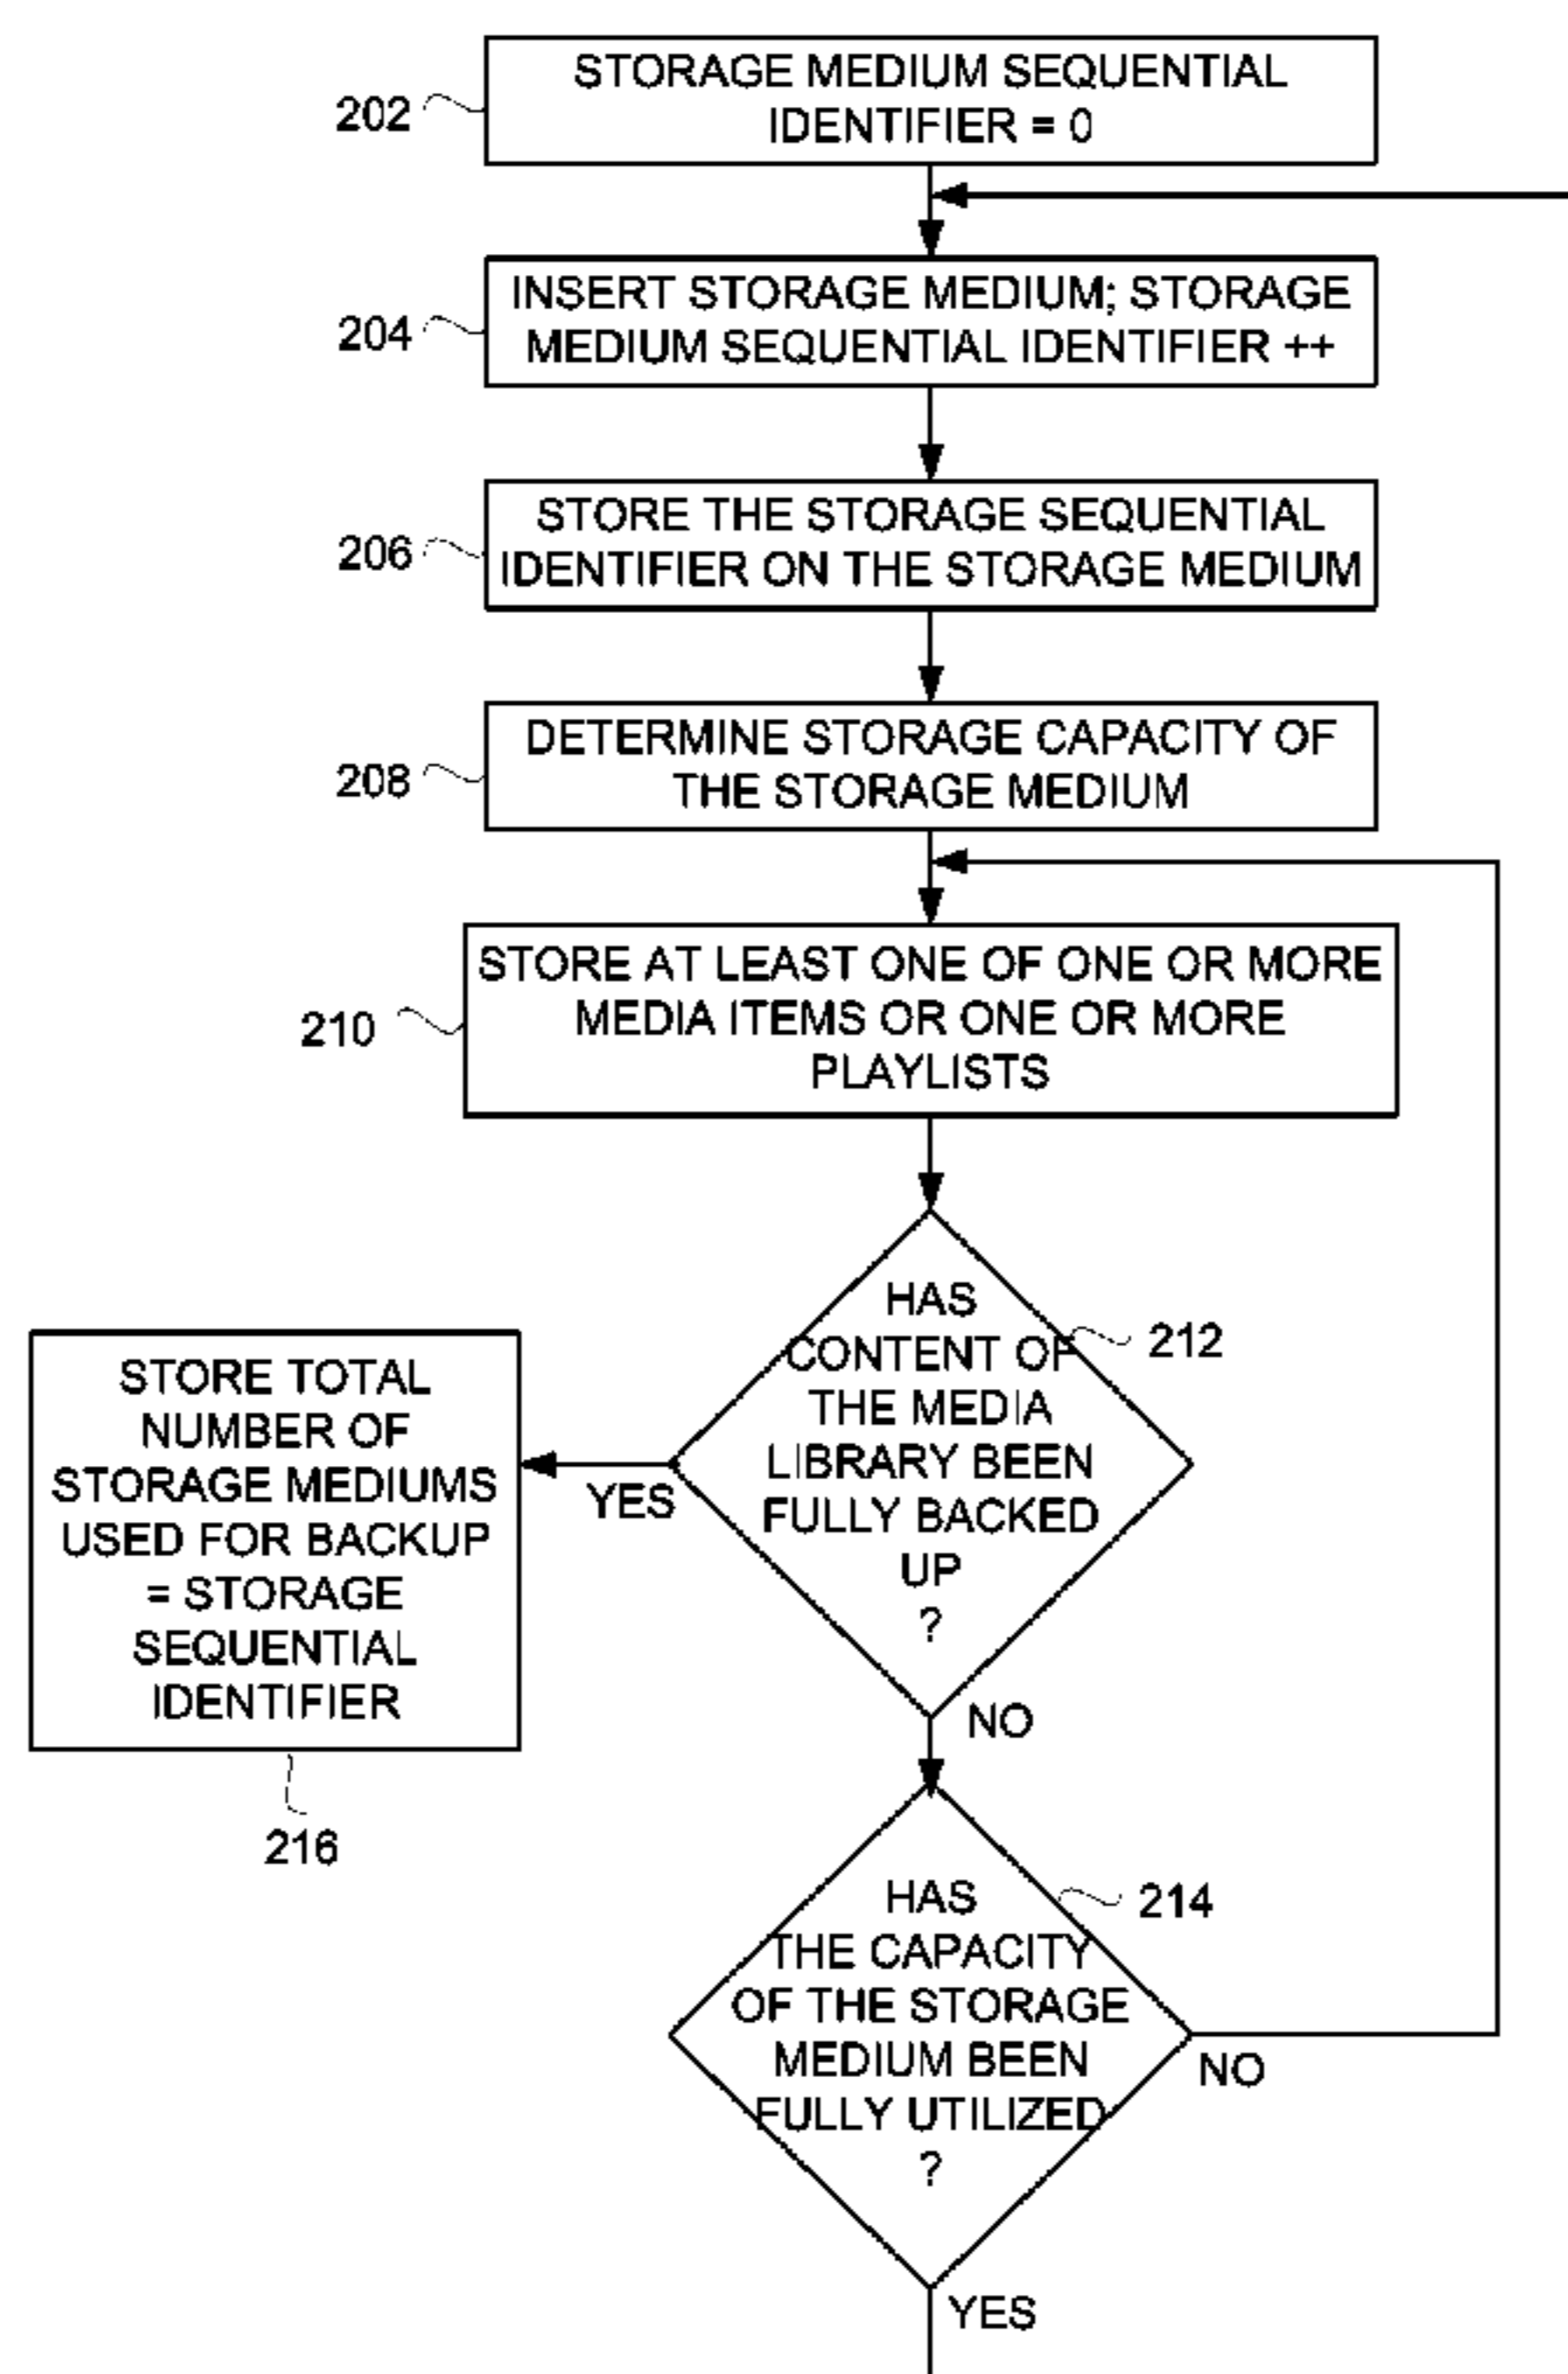 STORAGE MEDIUM SEQUENTIAL
IDENTIFIER = 0
202
INSERT STORAGE MEDIUM; STORAGE
MEDIUM SEQUENTIAL IDENTIFIER ++
204
STORE THE STORAGE SEQUENTIAL
IDENTIFIER ON THE STORAGE MEDIUM
206
DETERMINE STORAGE CAPACITY OF
THE STORAGE MEDIUM
208
STORE AT LEAST ONE OF ONE OR MORE
MEDIA ITEMS OR ONE OR MORE
PLAYLISTS
210
HAS
CONTENT OF
THE MEDIA
LIBRARY BEEN
FULLY BACKED
UP
?
212
YES
NO
STORE TOTAL
NUMBER OF
STORAGE MEDIUMS
USED FOR BACKUP
= STORAGE
SEQUENTIAL
IDENTIFIER
216
HAS
THE CAPACITY
OF THE STORAGE
MEDIUM BEEN
FULLY UTILIZED
?
214
NO
YES